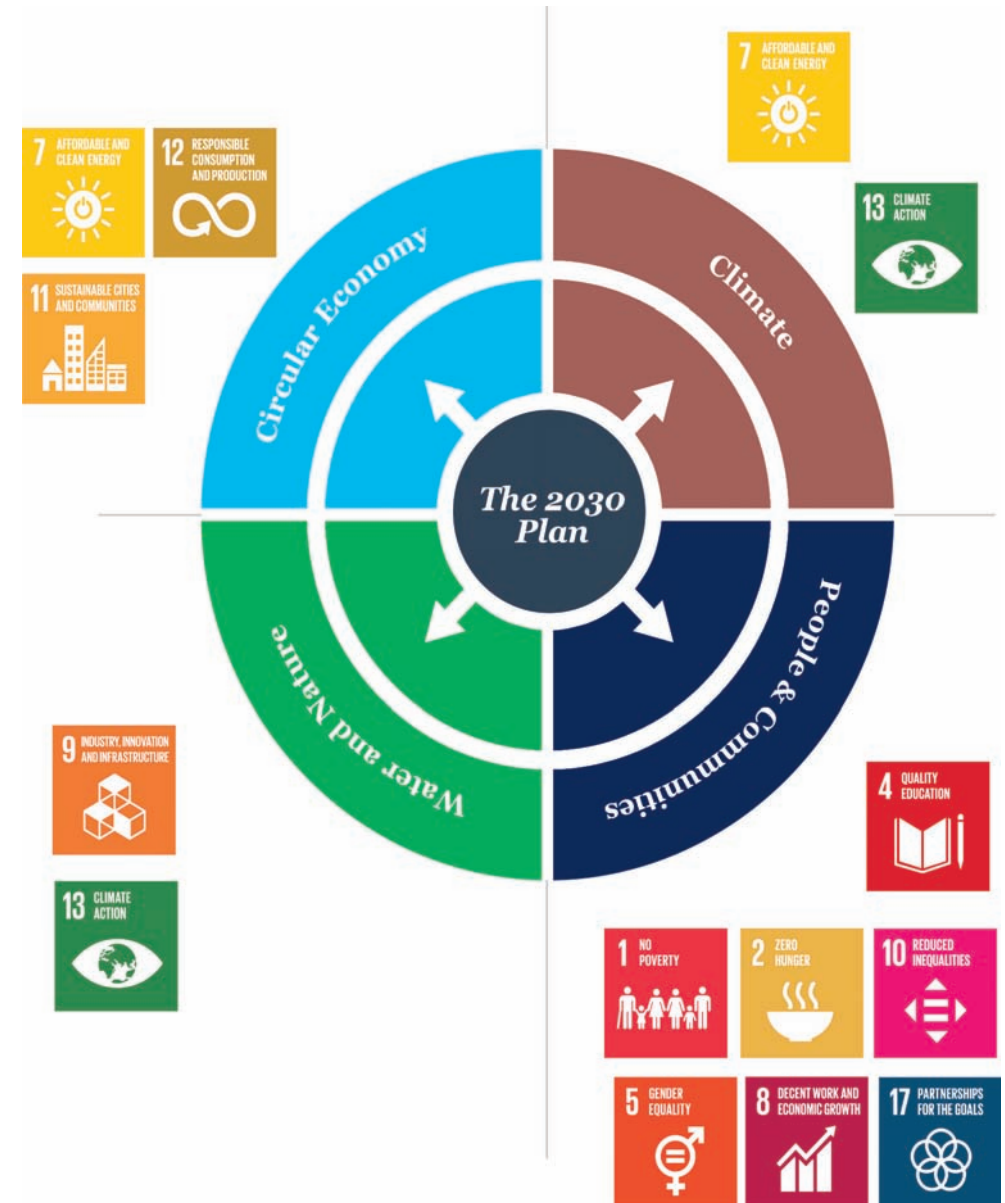 7 AFFORDABLE AND
CLEAN ENERGY
13 CLIMATE
ACTION
7 AFFORDABLE AND
CLEAN ENERGY
12 RESPONSIBLE
CONSUMPTION
AND PRODUCTION
11 SUSTAINABLE CITIES
AND COMMUNITIES
Circular Economy
Climate
The 2030
Plan
Water and Nature
People & Communities
9 INDUSTRY, INNOVATION
AND INFRASTRUCTURE
13 CLIMATE
ACTION
4 QUALITY
EDUCATION
1 NO
POVERTY
2 ZERO
HUNGER
10 REDUCED
INEQUALITIES
5 GENDER
EQUALITY
8 DECENT WORK AND
ECONOMIC GROWTH
17 PARTNERSHIPS
FOR THE GOALS